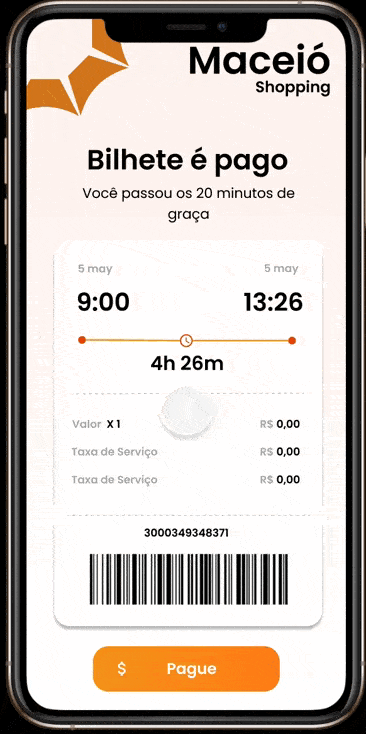 Maceió
Shopping
Bilhete é pago
Você passou os 20 minutos de
graça
5 may 5 may
9:00 13:26
4h 26m
Valor X 1 R$ 0,00
Taxa de Serviço R$ 0,00
Taxa de Serviço R$ 0,00
3000349348371
$ Pague